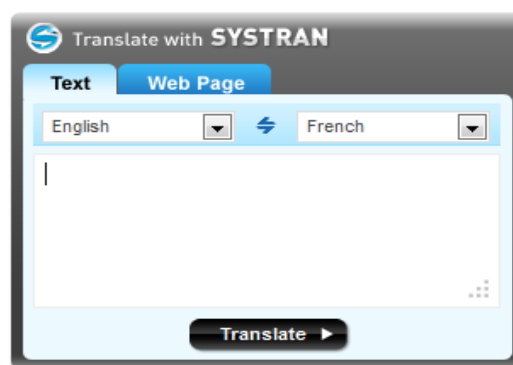 Translate with SYSTRAN
Text Web Page
English French
Translate